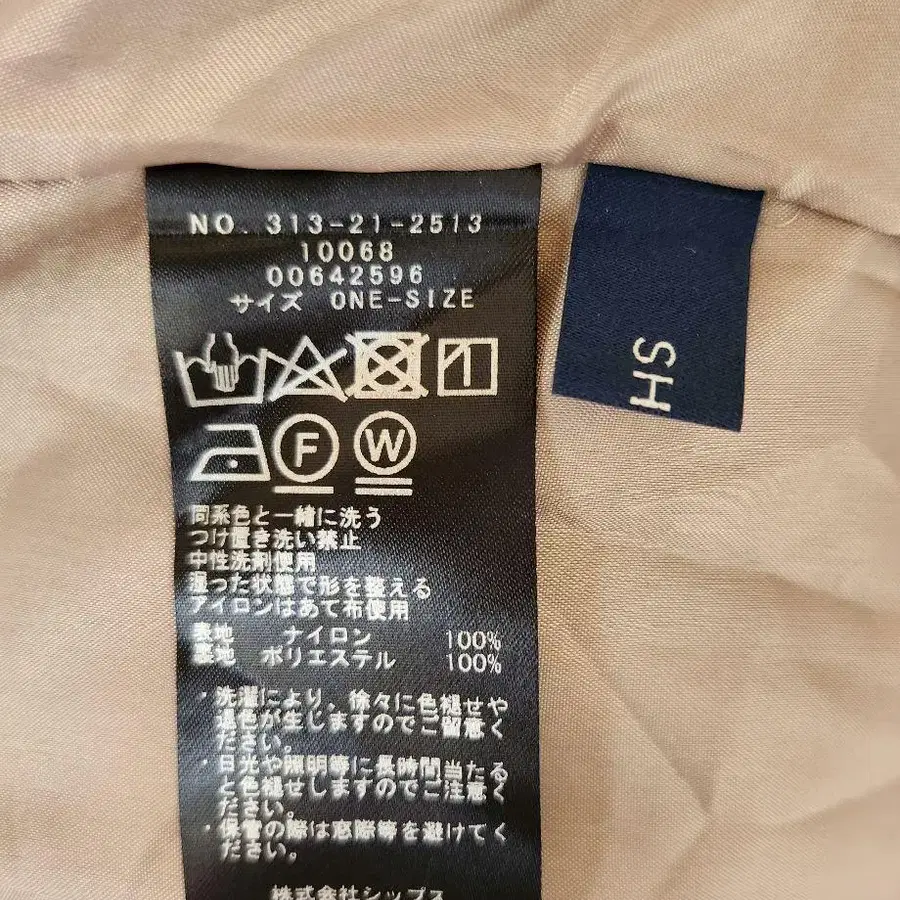 NO. 313-21-2513
10068
00642596
サイズ ONE-SIZE
F W
同系色と一緒に洗う
つけ置き洗い禁止
中性洗剤使用
湿った状態で形を整える
アイロンはあて布使用
表地 ナイロン 100%
裏地 ポリエステル 100%
・洗濯により、徐々に色褪せや
退色が生じますのでご留意く
ださい。
・日光や照明等に長時間当たる
と色褪せしますのでご注意く
ださい。
・保管の際は窓際等を避けてく
ださい。
株式会社シップス
SH